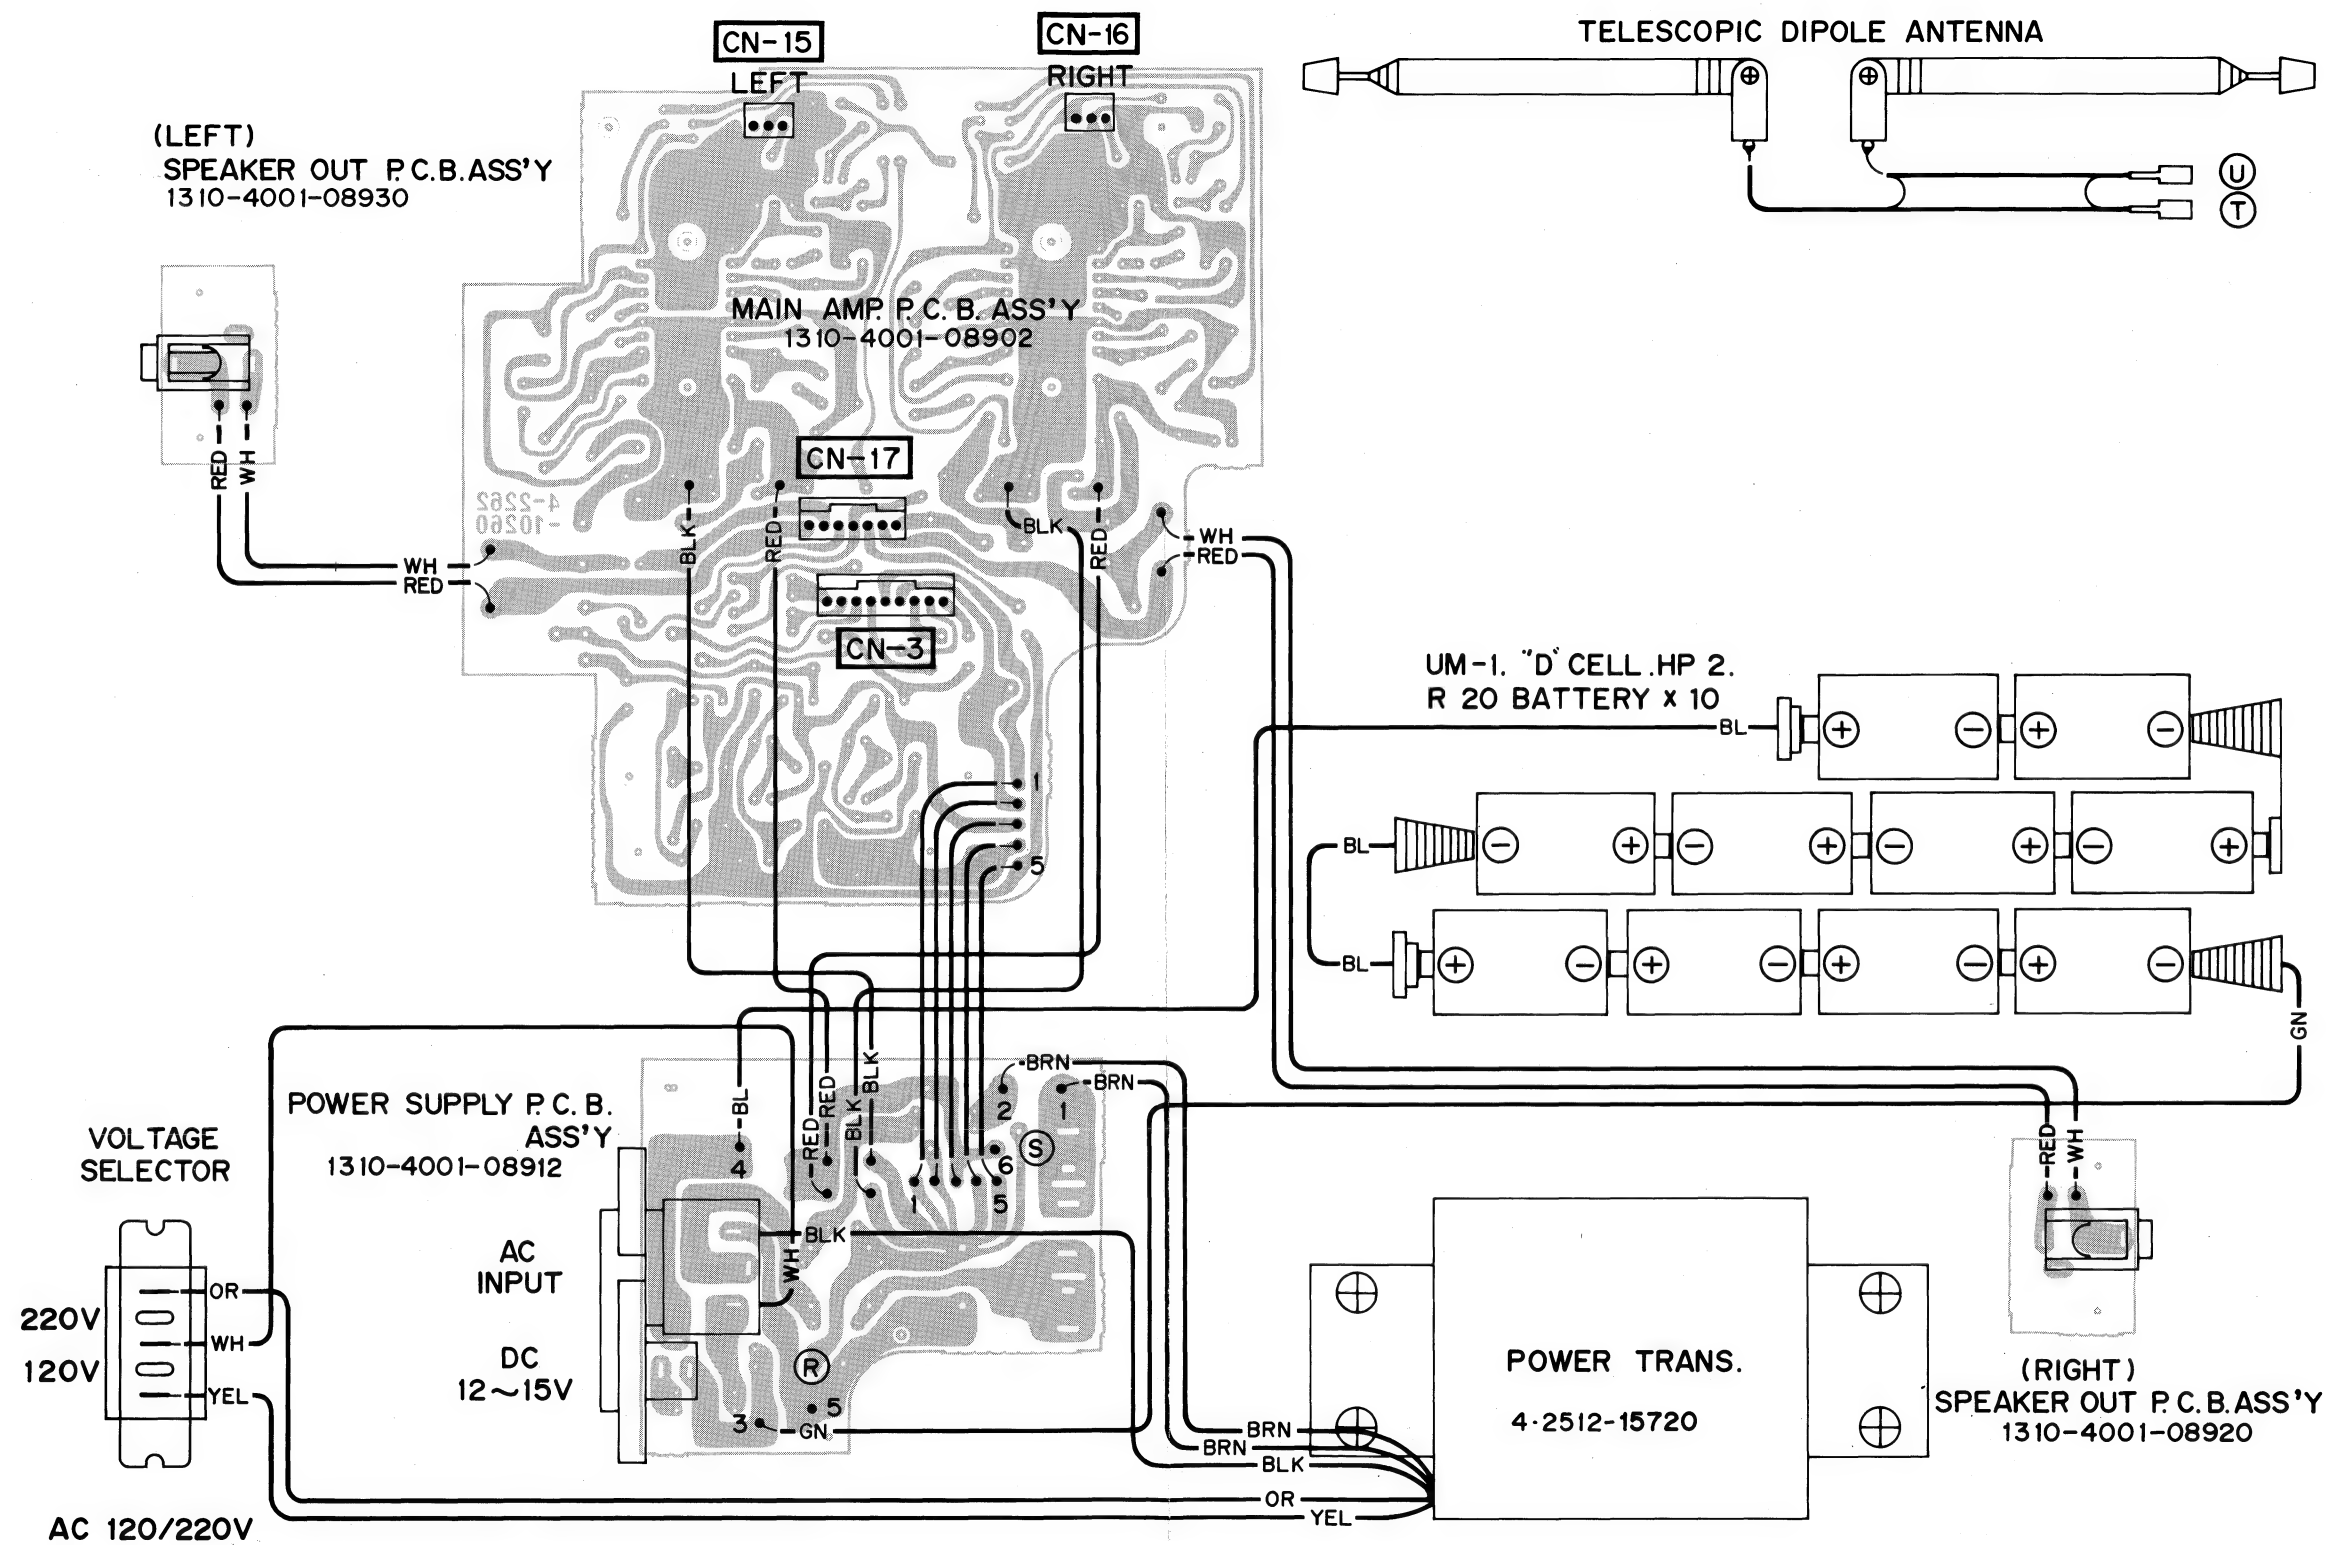 CN-15
LEFT
CN-16
RIGHT
TELESCOPIC DIPOLE ANTENNA
U
T
(LEFT)
SPEAKER OUT P.C.B.ASS'Y
1310-4001-08930
RED
WH
MAIN AMP. P.C.B. ASS'Y
1310-4001-08902
CN-17
4-2262
-10260
BLK
RED
BLK
RED
WH
RED
WH
RED
CN-3
1
5
UM-1. "D" CELL.HP 2.
R 20 BATTERY x 10
BL
+ − + −
BL
− + − + − + − +
BL
+ − + − + − + −
GN
POWER SUPPLY P.C.B.
ASS'Y
1310-4001-08912
BL
4
RED
RED
BLK
BLK
BRN
BRN
2
1
S
6
1
5
BLK
WH
AC
INPUT
DC
12~15V
R
5
3
GN
VOLTAGE
SELECTOR
OR
220V
WH
120V
YEL
AC 120/220V
BRN
BRN
BLK
OR
YEL
POWER TRANS.
4·2512-15720
RED
WH
(RIGHT)
SPEAKER OUT P.C.B.ASS'Y
1310-4001-08920